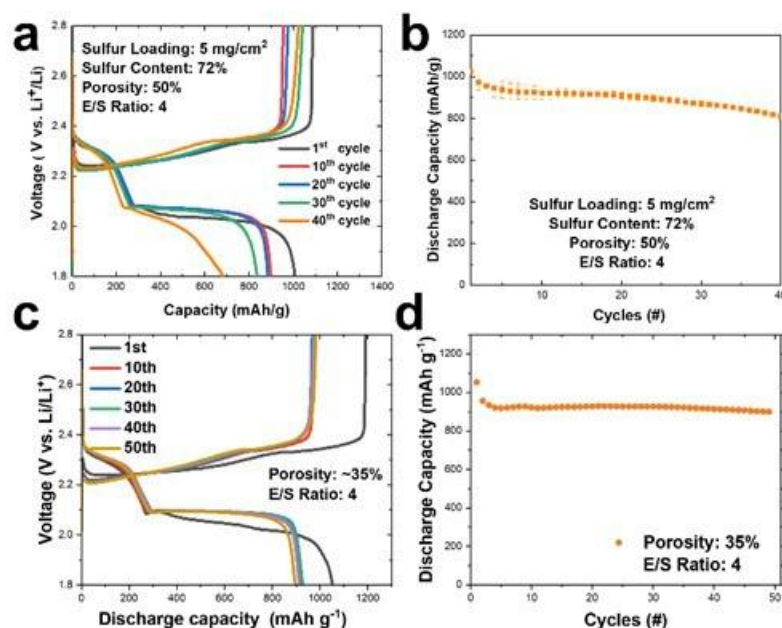 a
Sulfur Loading: 5 mg/cm²
Sulfur Content: 72%
Porosity: 50%
E/S Ratio: 4
1st cycle
10th cycle
20th cycle
30th cycle
40th cycle
2.8
2.6
2.4
2.2
2.0
1.8
Voltage ( V vs. Li⁺/Li)
0 200 400 600 800 1000 1200 1400
Capacity (mAh/g)
b
1200
1000
800
600
400
200
0
Discharge Capacity (mAh/g)
Sulfur Loading: 5 mg/cm²
Sulfur Content: 72%
Porosity: 50%
E/S Ratio: 4
10 20 30 40
Cycles (#)
c
1st
10th
20th
30th
40th
50th
Porosity: ~35%
E/S Ratio: 4
2.8
2.6
2.4
2.2
2.0
1.8
Voltage (V vs. Li/Li⁺)
0 200 400 600 800 1000 1200
Discharge capacity (mAh g⁻¹)
d
1200
1000
800
600
400
200
0
Discharge Capacity (mAh g⁻¹)
Porosity: 35%
E/S Ratio: 4
0 10 20 30 40 50
Cycles (#)